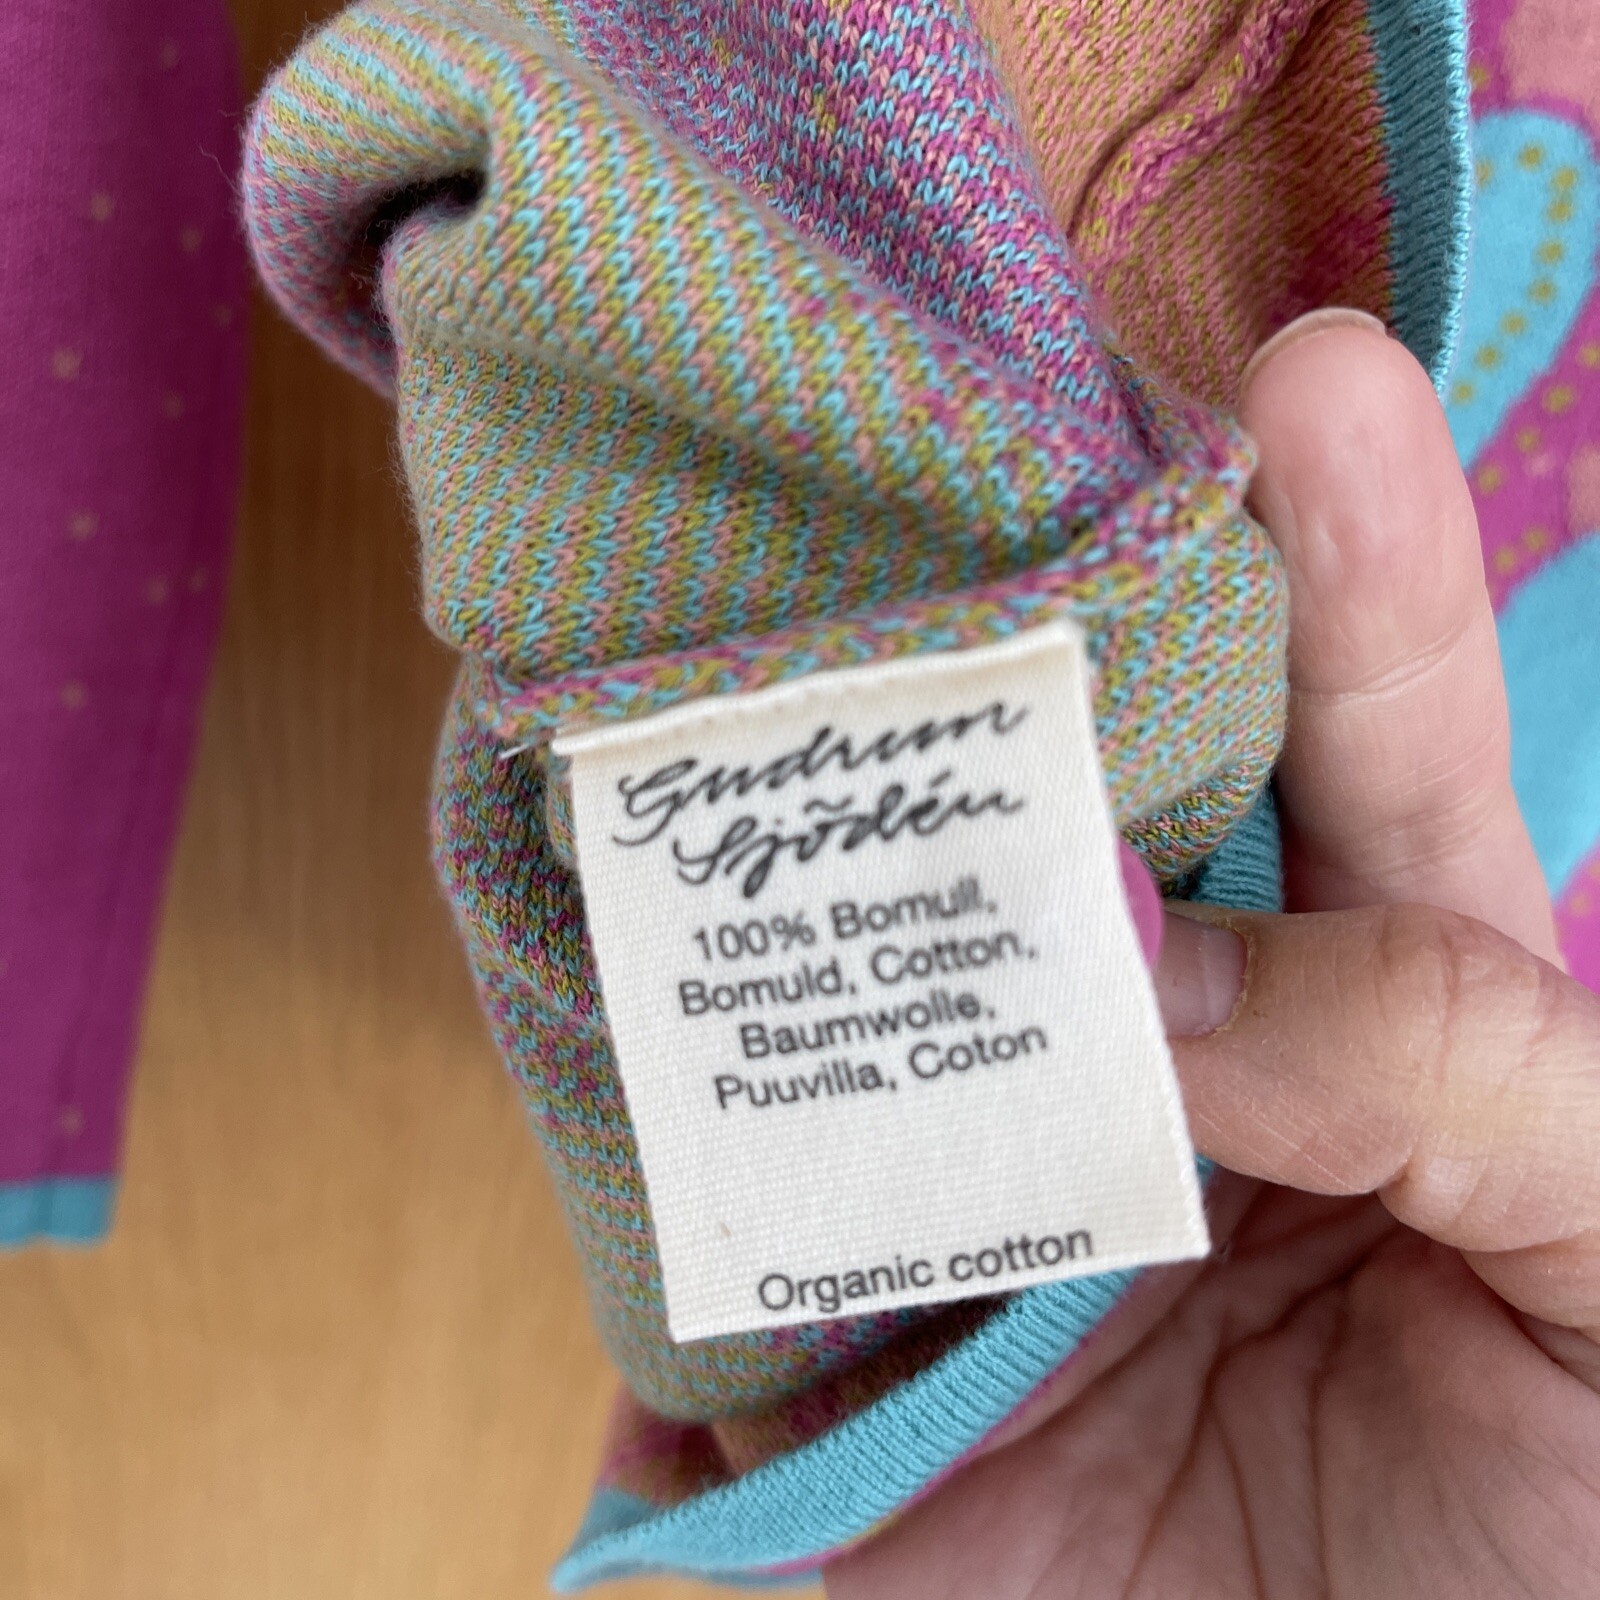 Gudrun
Sjödén
100% Bomull,
Bomuld, Cotton,
Baumwolle,
Puuvilla, Coton
Organic cotton